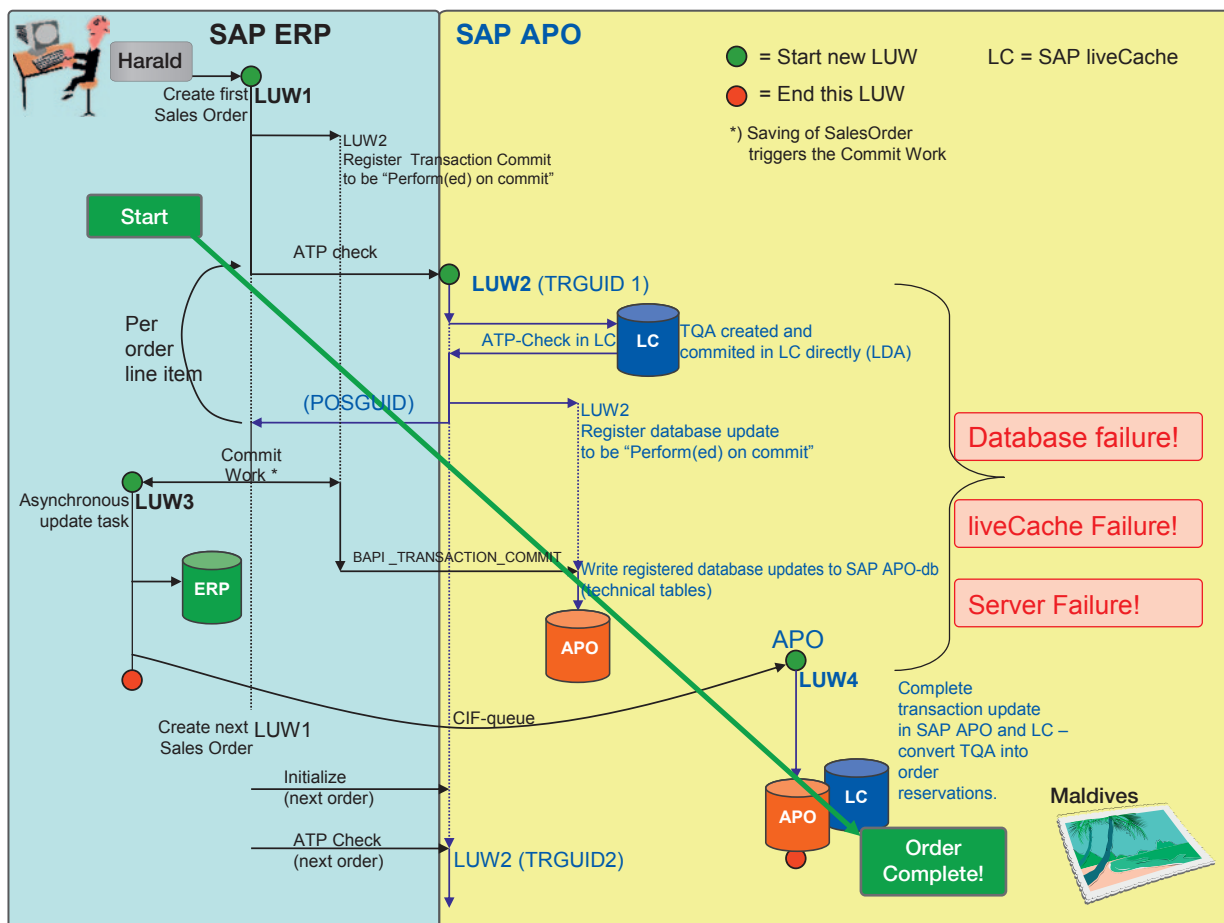 SAP ERP
SAP APO
Harald
Create first
Sales Order
LUW1
= Start new LUW
LC = SAP liveCache
= End this LUW
*) Saving of SalesOrder
triggers the Commit Work
LUW2
Register Transaction Commit
to be “Perform(ed) on commit”
Start
ATP check
LUW2 (TRGUID 1)
Per
order
line item
LC
ATP-Check in LC
TQA created and
commited in LC directly (LDA)
(POSGUID)
LUW2
Register database update
to be “Perform(ed) on commit”
Database failure!
liveCache Failure!
Server Failure!
Commit
Work *
LUW3
Asynchronous
update task
ERP
BAPI _TRANSACTION_COMMIT
Write registered database updates to SAP APO-db
(technical tables)
APO
APO
LUW4
Complete
transaction update
in SAP APO and LC –
convert TQA into
order
reservations.
CIF-queue
Create next LUW1
Sales Order
Initialize
(next order)
ATP Check
(next order)
LUW2 (TRGUID2)
APO
LC
Order
Complete!
Maldives